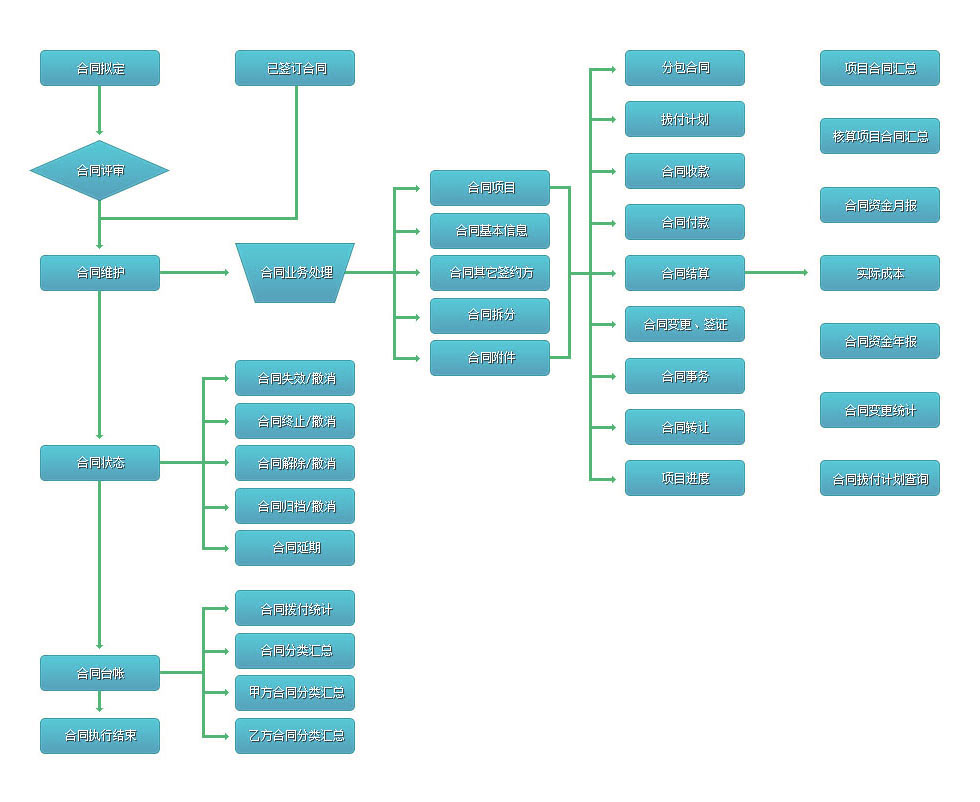 合同拟定
已签订合同
分包合同
项目合同汇总
拔付计划
核算项目合同汇总
合同评审
合同收款
合同项目
合同资金月报
合同付款
合同基本信息
合同维护
合同业务处理
合同其它签约方
合同结算
实际成本
合同拆分
合同变更、签证
合同资金年报
合同附件
合同失效/撤消
合同事务
合同变更统计
合同终止/撤消
合同转让
合同状态
合同解除/撤消
项目进度
合同拔付计划查询
合同归档/撤消
合同延期
合同拨付统计
合同分类汇总
合同台帐
甲方合同分类汇总
合同执行结束
乙方合同分类汇总